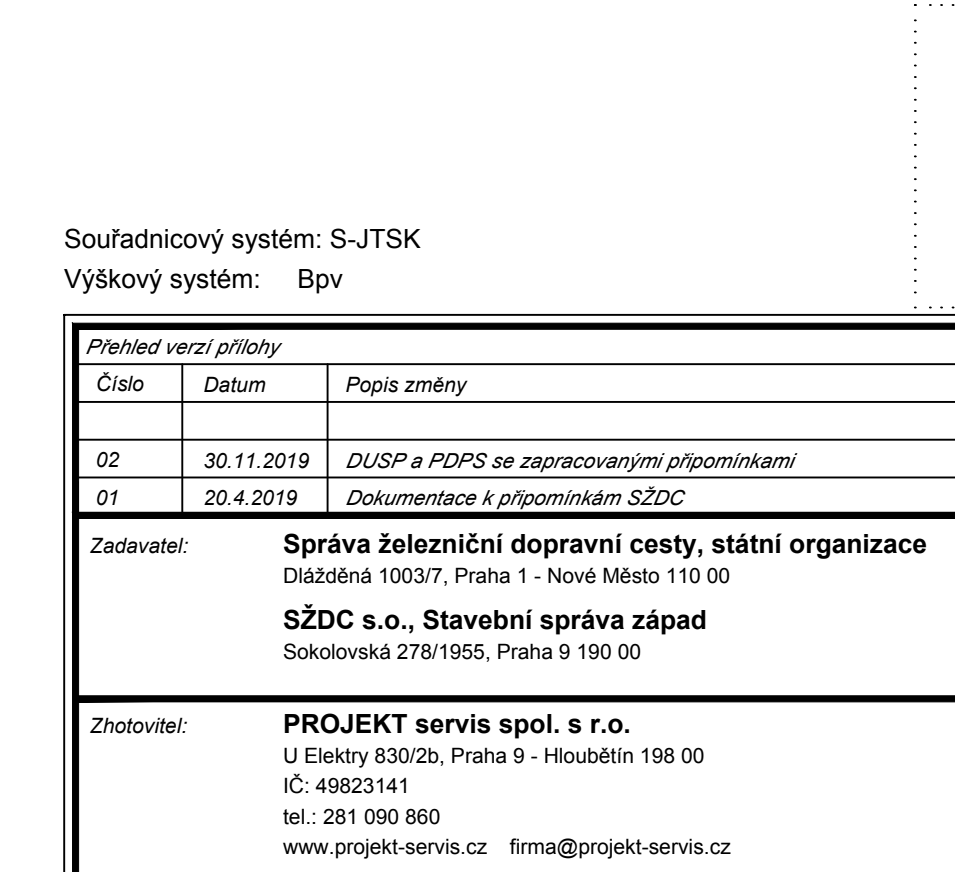 Souřadnicový systém: S-JTSK
Výškový systém: Bpv
Přehled verzí přílohy
Číslo Datum Popis změny
02 30.11.2019 DUSP a PDPS se zapracovanými připomínkami
01 20.4.2019 Dokumentace k připomínkám SŽDC
Zadavatel: Správa železniční dopravní cesty, státní organizace
Dlážděná 1003/7, Praha 1 - Nové Město 110 00
SŽDC s.o., Stavební správa západ
Sokolovská 278/1955, Praha 9 190 00
Zhotovitel: PROJEKT servis spol. s r.o.
U Elektry 830/2b, Praha 9 - Hloubětín 198 00
IČ: 49823141
tel.: 281 090 860
www.projekt-servis.cz firma@projekt-servis.cz